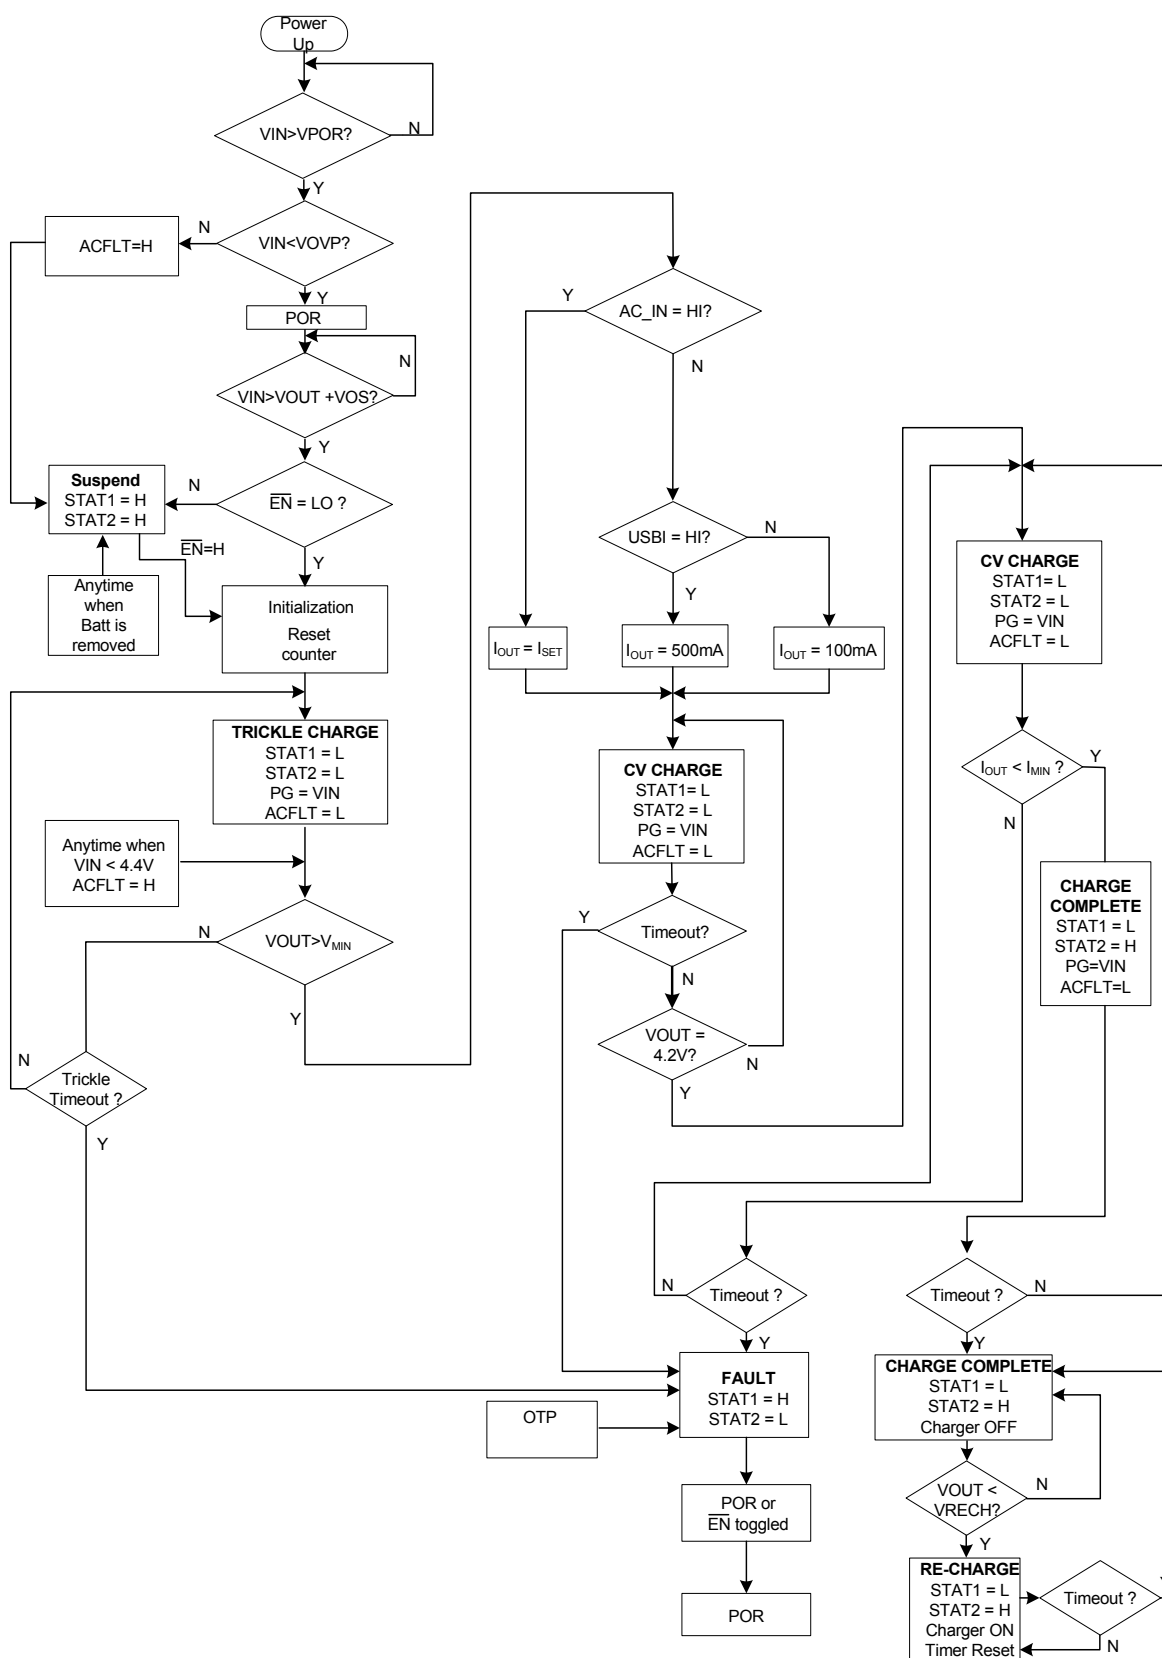 Power
Up
VIN>VPOR?
N
Y
VIN<VOVP?
N
ACFLT=H
Y
POR
VIN>VOUT +VOS?
N
Y
Suspend
STAT1 = H
STAT2 = H
N
EN = LO ?
EN=H
Y
Anytime
when
Batt is
removed
Initialization
Reset
counter
TRICKLE CHARGE
STAT1 = L
STAT2 = L
PG = VIN
ACFLT = L
Anytime when
VIN < 4.4V
ACFLT = H
N
VOUT>VMIN
Y
N
Trickle
Timeout ?
Y
Y
AC_IN = HI?
N
USBI = HI?
N
Y
IOUT = ISET
IOUT = 500mA
IOUT = 100mA
CV CHARGE
STAT1= L
STAT2 = L
PG = VIN
ACFLT = L
Y
Timeout?
N
VOUT =
4.2V?
N
Y
CV CHARGE
STAT1= L
STAT2 = L
PG = VIN
ACFLT = L
IOUT < IMIN ?
Y
N
CHARGE
COMPLETE
STAT1 = L
STAT2 = H
PG=VIN
ACFLT=L
N
Timeout ?
Y
Timeout ?
N
Y
FAULT
STAT1 = H
STAT2 = L
OTP
POR or
EN toggled
POR
CHARGE COMPLETE
STAT1 = L
STAT2 = H
Charger OFF
VOUT <
VRECH?
N
Y
RE-CHARGE
STAT1 = L
STAT2 = H
Charger ON
Timer Reset
Timeout ?
N